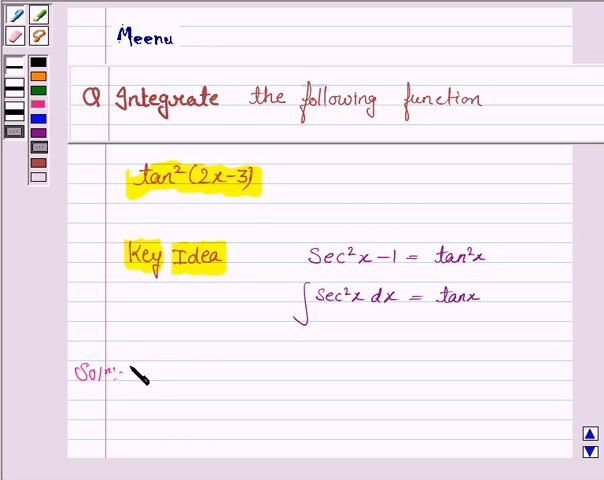 Meenu
Q Integrate the following function
tan²(2x-3)
Key Idea
sec²x-1 = tan²x
∫sec²x dx = tanx
Solⁿ:-